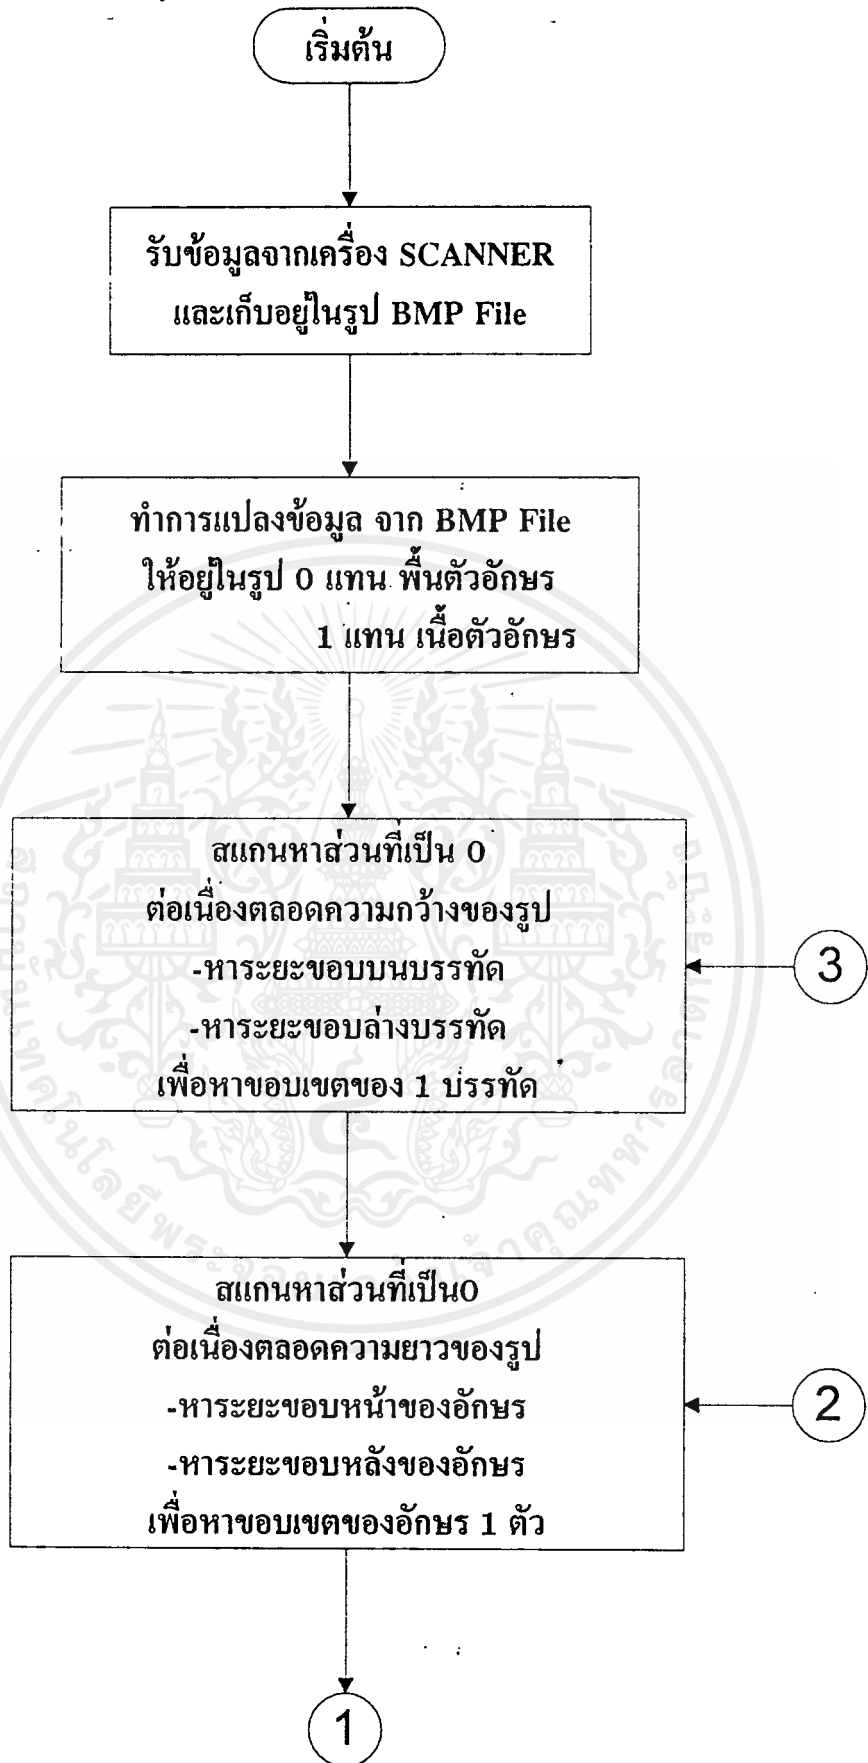 เริ่มต้น
รับข้อมูลจากเครื่อง SCANNER
และเก็บอยู่ในรูป BMP File
ทำการแปลงข้อมูล จาก BMP File
ให้อยู่ในรูป 0 แทน พื้นตัวอักษร
1 แทน เนื้อตัวอักษร
สแกนหาส่วนที่เป็น 0
ต่อเนื่องตลอดความกว้างของรูป
-หาระยะขอบบนบรรทัด
-หาระยะขอบล่างบรรทัด
เพื่อหาขอบเขตของ 1 บรรทัด
3
สแกนหาส่วนที่เป็น0
ต่อเนื่องตลอดความยาวของรูป
-หาระยะขอบหน้าของอักษร
-หาระยะขอบหลังของอักษร
เพื่อหาขอบเขตของอักษร 1 ตัว
2
1